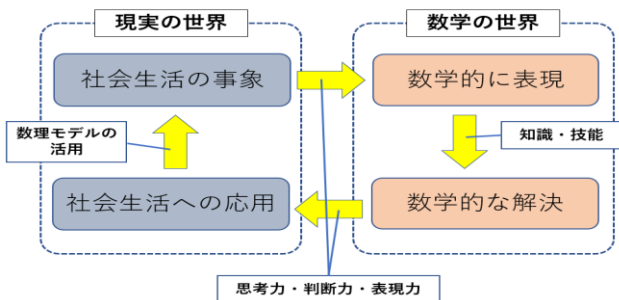 現実の世界
数学の世界
社会生活の事象
数学的に表現
数理モデルの
活用
知識・技能
社会生活への応用
数学的な解決
思考力・判断力・表現力